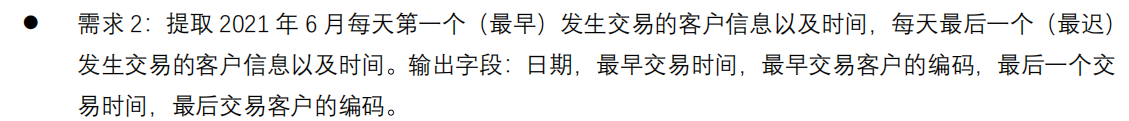 ● 需求 2：提取 2021 年 6 月每天第一个（最早）发生交易的客户信息以及时间，每天最后一个（最迟）
发生交易的客户信息以及时间。输出字段：日期，最早交易时间，最早交易客户的编码，最后一个交
易时间，最后交易客户的编码。